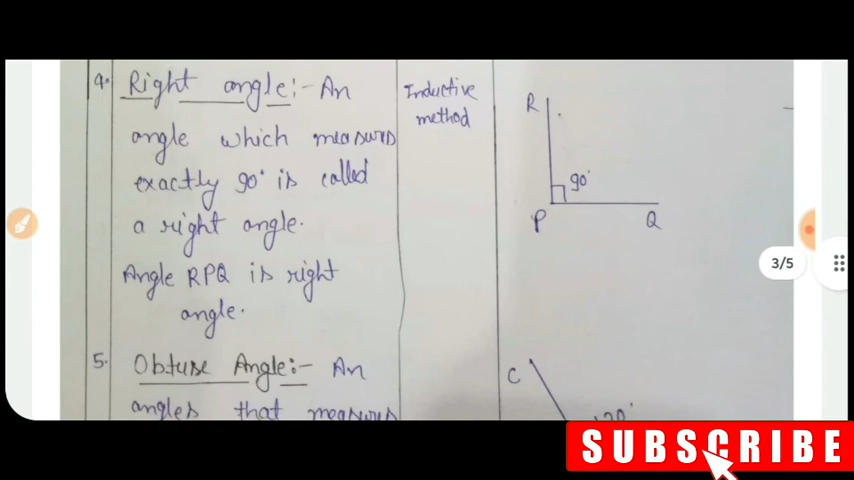 4. Right angle:- An
angle which measures
exactly 90° is called
a right angle.
Angle RPQ is right
angle.
Inductive
method
R
90°
P
Q
5. Obtuse Angle:- An
angles that measures
C
120°
3/5
SUBSCRIBE